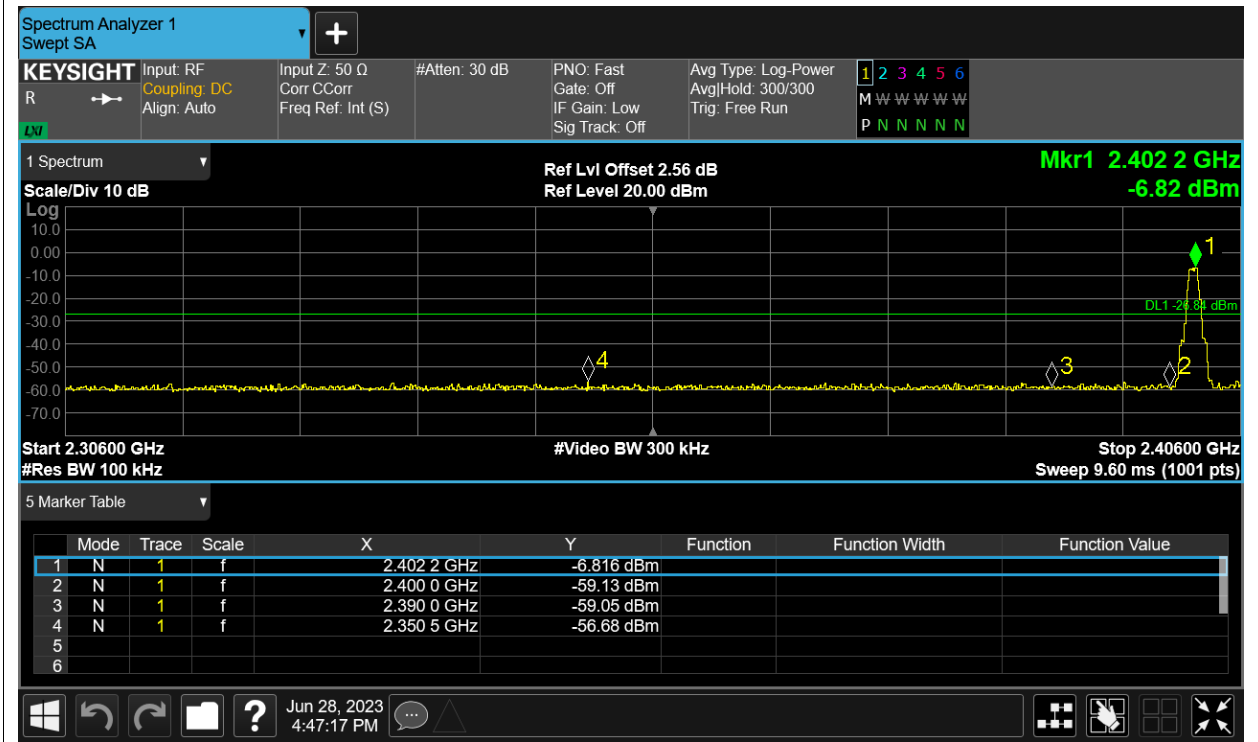 Spectrum Analyzer 1
Swept SA
KEYSIGHT
R
LXI
Input: RF
Coupling: DC
Align: Auto
Input Z: 50 Ω
Corr CCorr
Freq Ref: Int (S)
#Atten: 30 dB
PNO: Fast
Gate: Off
IF Gain: Low
Sig Track: Off
Avg Type: Log-Power
Avg|Hold: 300/300
Trig: Free Run
1 2 3 4 5 6
M W W W W W
P N N N N N
1 Spectrum
Scale/Div 10 dB
Ref Lvl Offset 2.56 dB
Ref Level 20.00 dBm
Mkr1 2.402 2 GHz
-6.82 dBm
Log
10.0
0.00
-10.0
-20.0
-30.0
-40.0
-50.0
-60.0
-70.0
1
DL1 -26.84 dBm
4
3
2
Start 2.30600 GHz
#Video BW 300 kHz
Stop 2.40600 GHz
#Res BW 100 kHz
Sweep 9.60 ms (1001 pts)
5 Marker Table
Mode Trace Scale X Y Function Function Width Function Value
1 N 1 f 2.402 2 GHz -6.816 dBm
2 N 1 f 2.400 0 GHz -59.13 dBm
3 N 1 f 2.390 0 GHz -59.05 dBm
4 N 1 f 2.350 5 GHz -56.68 dBm
5
6
?
Jun 28, 2023
4:47:17 PM